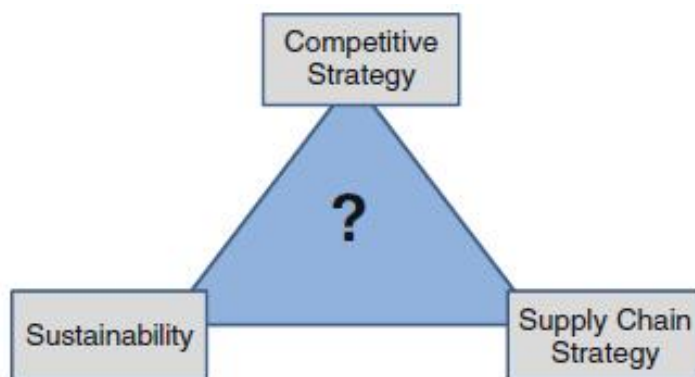 Competitive
Strategy
?
Sustainability
Supply Chain
Strategy